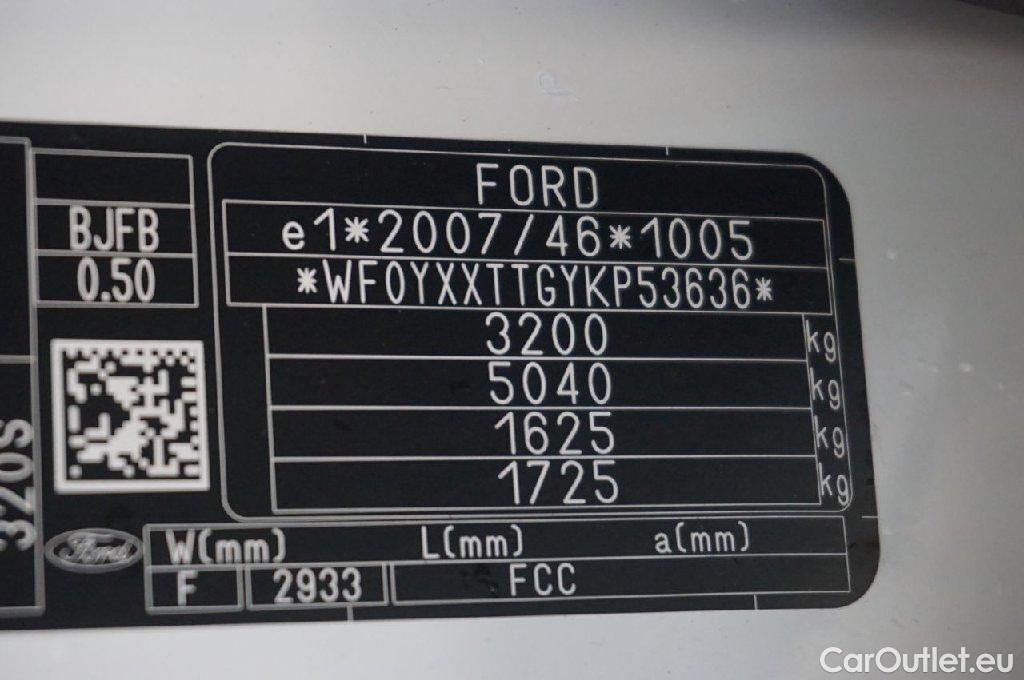 FORD
e1*2007/46*1005
*WF0YXXTTGYKP53636*
3200 kg
5040 kg
1625 kg
1725 kg
BJFB
0.50
320S
Ford
W(mm) L(mm) a(mm)
F 2933 FCC
CarOutlet.eu